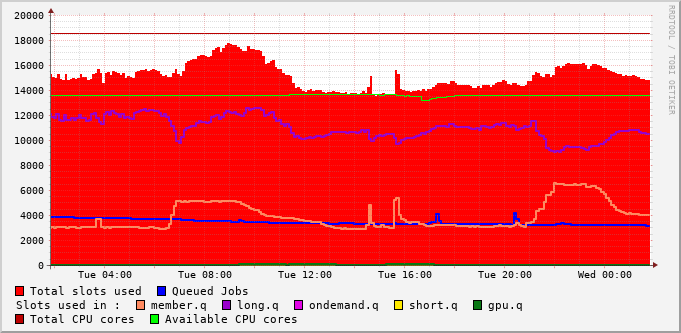 RRDTOOL / TOBI OETIKER
20000
18000
16000
14000
12000
10000
8000
6000
4000
2000
0
Tue 04:00 Tue 08:00 Tue 12:00 Tue 16:00 Tue 20:00 Wed 00:00
Total slots used Queued Jobs
Slots used in : member.q long.q ondemand.q short.q gpu.q
Total CPU cores Available CPU cores